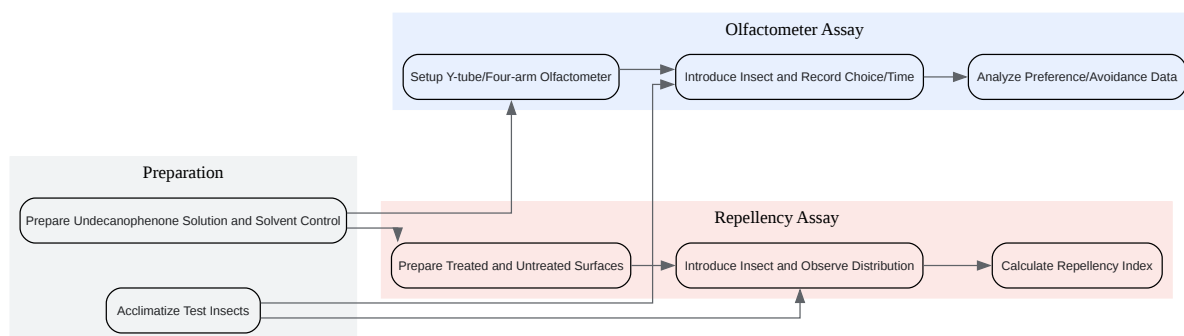 Olfactometer Assay
Setup Y-tube/Four-arm Olfactometer
Introduce Insect and Record Choice/Time
Analyze Preference/Avoidance Data
Preparation
Prepare Undecanophenone Solution and Solvent Control
Acclimatize Test Insects
Repellency Assay
Prepare Treated and Untreated Surfaces
Introduce Insect and Observe Distribution
Calculate Repellency Index